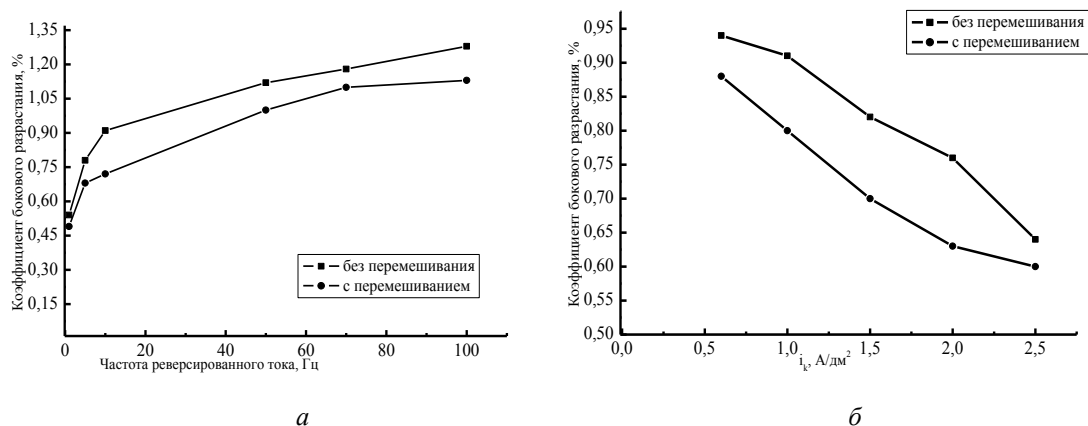 Коэффициент бокового разрастания, %
1,35
1,20
1,05
0,90
0,75
0,60
0,45
0,30
0,15
0 20 40 60 80 100
Частота реверсированного тока, Гц
без перемешивания
с перемешиванием
а
Коэффициент бокового разрастания, %
0,95
0,90
0,85
0,80
0,75
0,70
0,65
0,60
0,55
0,50
0,0 0,5 1,0 1,5 2,0 2,5
iₖ, А/дм²
без перемешивания
с перемешиванием
б